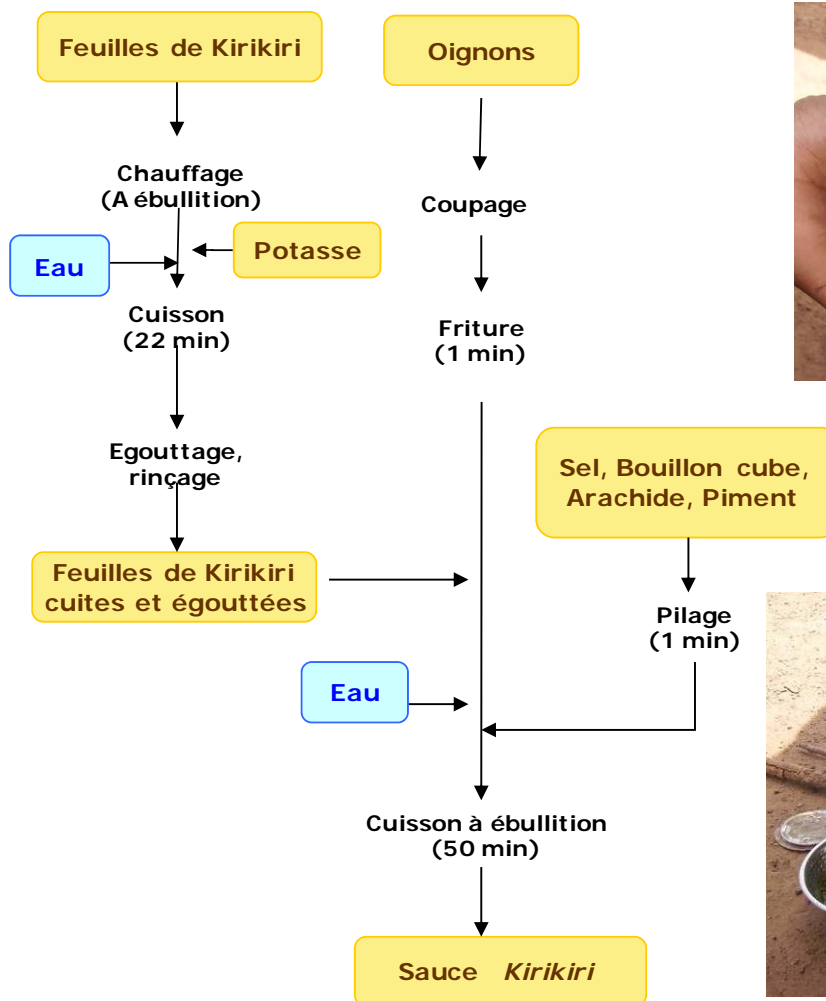 Feuilles de Kirikiri
Oignons
Chauffage
(A ébullition)
Coupage
Eau
Potasse
Cuisson
(22 min)
Friture
(1 min)
Egouttage,
rinçage
Sel, Bouillon cube,
Arachide, Piment
Feuilles de Kirikiri
cuites et égouttées
Pilage
(1 min)
Eau
Cuisson à ébullition
(50 min)
Sauce Kirikiri